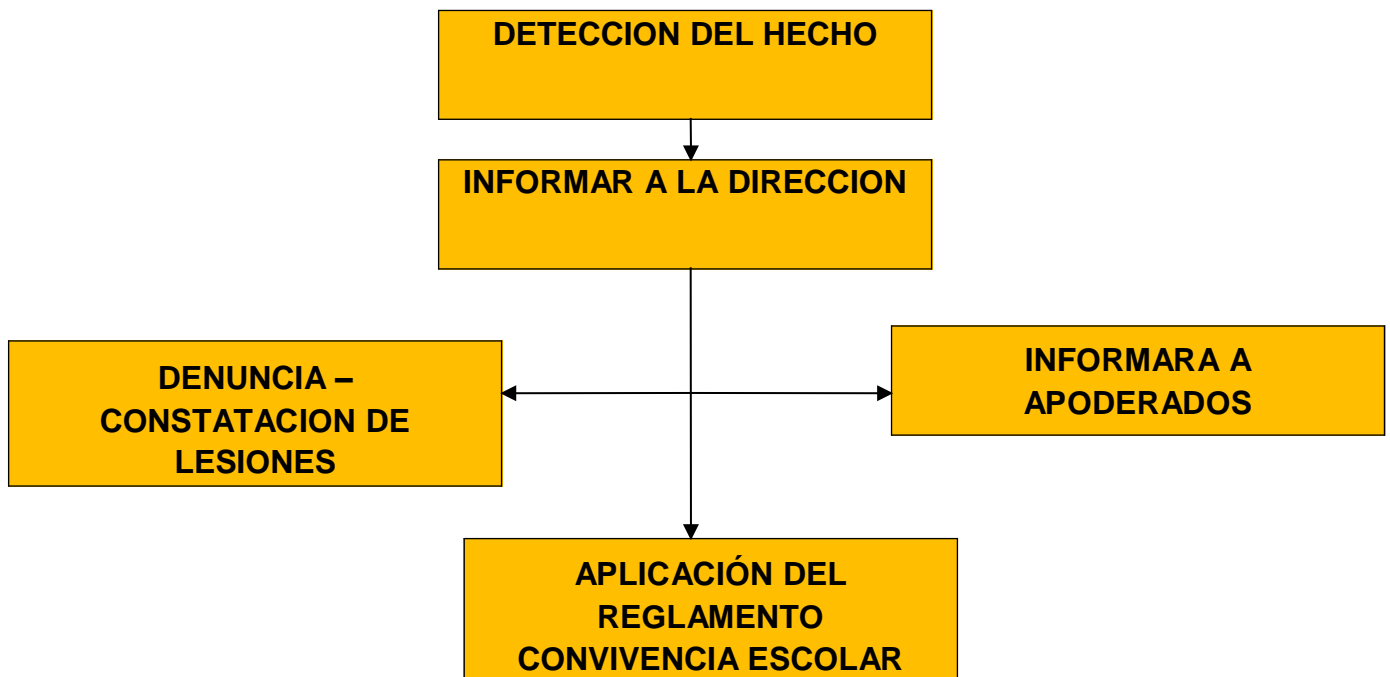 DETECCION DEL HECHO
INFORMAR A LA DIRECCION
DENUNCIA –
CONSTATACION DE
LESIONES
INFORMARA A
APODERADOS
APLICACIÓN DEL
REGLAMENTO
CONVIVENCIA ESCOLAR